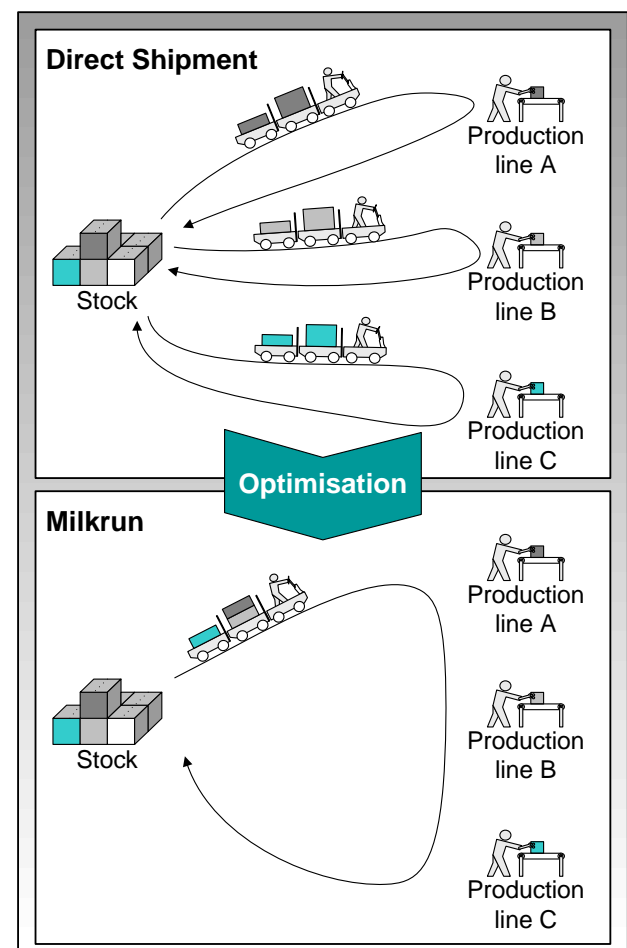 Direct Shipment
Production
line A
Stock
Production
line B
Production
line C
Optimisation
Milkrun
Production
line A
Stock
Production
line B
Production
line C